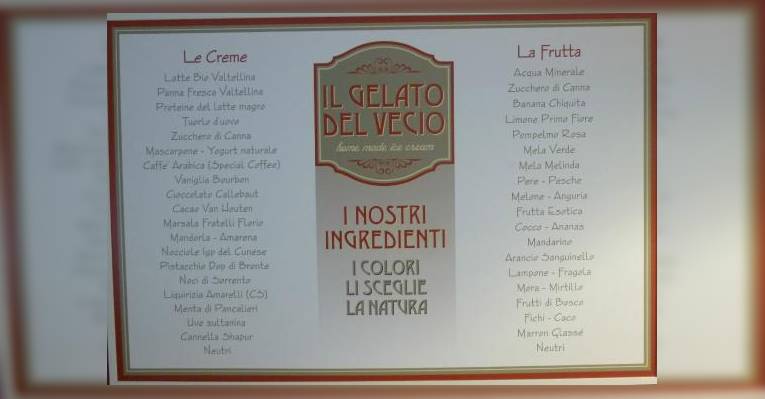 Le Creme
Latte Bio Valtellina
Panna Fresca Valtellina
Proteine del latte magro
Tuorlo d'uovo
Zucchero di Canna
Mascarpone - Yogurt naturale
Caffe' Arabica (Special Coffee)
Vaniglia Bourbon
Cioccolato Callebaut
Cacao Van Houten
Marsala Fratelli Florio
Mandorla - Amarena
Nocciole Igp del Cunese
Pistacchio Dop di Bronte
Noci di Sorrento
Liquirizia Amarelli (CS)
Menta di Pancalieri
Uva sultanina
Cannella Shapur
Neutri
IL GELATO
DEL VECIO
home made ice cream
I NOSTRI
INGREDIENTI
I COLORI
LI SCEGLIE
LA NATURA
La Frutta
Acqua Minerale
Zucchero di Canna
Banana Chiquita
Limone Primo Fiore
Pompelmo Rosa
Mela Verde
Mela Melinda
Pere - Pesche
Melone - Anguria
Frutta Esotica
Cocco - Ananas
Mandarino
Arancio Sanguinello
Lampone - Fragola
Mora - Mirtillo
Frutti di Bosco
Fichi - Caco
Marron Glassé
Neutri